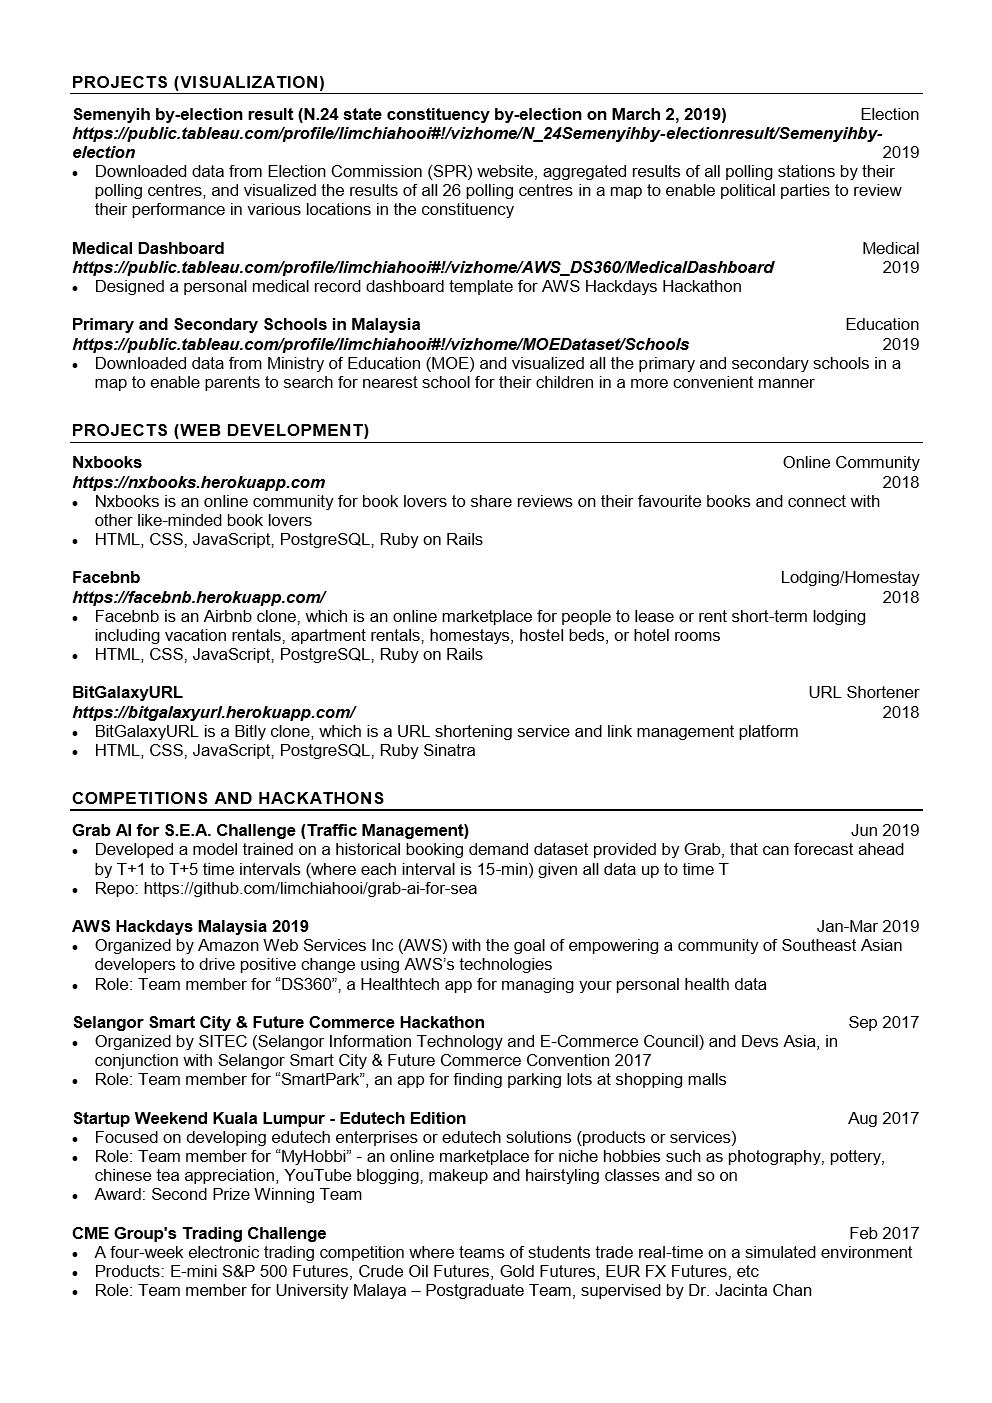 PROJECTS (VISUALIZATION)
Semenyih by-election result (N.24 state constituency by-election on March 2, 2019) Election
https://public.tableau.com/profile/limchiahooi#!/vizhome/N_24Semenyihby-electionresult/Semenyihby-
election 2019
• Downloaded data from Election Commission (SPR) website, aggregated results of all polling stations by their
polling centres, and visualized the results of all 26 polling centres in a map to enable political parties to review
their performance in various locations in the constituency
Medical Dashboard Medical
https://public.tableau.com/profile/limchiahooi#!/vizhome/AWS_DS360/MedicalDashboard 2019
• Designed a personal medical record dashboard template for AWS Hackdays Hackathon
Primary and Secondary Schools in Malaysia Education
https://public.tableau.com/profile/limchiahooi#!/vizhome/MOEDataset/Schools 2019
• Downloaded data from Ministry of Education (MOE) and visualized all the primary and secondary schools in a
map to enable parents to search for nearest school for their children in a more convenient manner
PROJECTS (WEB DEVELOPMENT)
Nxbooks Online Community
https://nxbooks.herokuapp.com 2018
• Nxbooks is an online community for book lovers to share reviews on their favourite books and connect with
other like-minded book lovers
• HTML, CSS, JavaScript, PostgreSQL, Ruby on Rails
Facebnb Lodging/Homestay
https://facebnb.herokuapp.com/ 2018
• Facebnb is an Airbnb clone, which is an online marketplace for people to lease or rent short-term lodging
including vacation rentals, apartment rentals, homestays, hostel beds, or hotel rooms
• HTML, CSS, JavaScript, PostgreSQL, Ruby on Rails
BitGalaxyURL URL Shortener
https://bitgalaxyurl.herokuapp.com/ 2018
• BitGalaxyURL is a Bitly clone, which is a URL shortening service and link management platform
• HTML, CSS, JavaScript, PostgreSQL, Ruby Sinatra
COMPETITIONS AND HACKATHONS
Grab AI for S.E.A. Challenge (Traffic Management) Jun 2019
• Developed a model trained on a historical booking demand dataset provided by Grab, that can forecast ahead
by T+1 to T+5 time intervals (where each interval is 15-min) given all data up to time T
• Repo: https://github.com/limchiahooi/grab-ai-for-sea
AWS Hackdays Malaysia 2019 Jan-Mar 2019
• Organized by Amazon Web Services Inc (AWS) with the goal of empowering a community of Southeast Asian
developers to drive positive change using AWS’s technologies
• Role: Team member for “DS360”, a Healthtech app for managing your personal health data
Selangor Smart City & Future Commerce Hackathon Sep 2017
• Organized by SITEC (Selangor Information Technology and E-Commerce Council) and Devs Asia, in
conjunction with Selangor Smart City & Future Commerce Convention 2017
• Role: Team member for “SmartPark”, an app for finding parking lots at shopping malls
Startup Weekend Kuala Lumpur - Edutech Edition Aug 2017
• Focused on developing edutech enterprises or edutech solutions (products or services)
• Role: Team member for “MyHobbi” - an online marketplace for niche hobbies such as photography, pottery,
chinese tea appreciation, YouTube blogging, makeup and hairstyling classes and so on
• Award: Second Prize Winning Team
CME Group's Trading Challenge Feb 2017
• A four-week electronic trading competition where teams of students trade real-time on a simulated environment
• Products: E-mini S&P 500 Futures, Crude Oil Futures, Gold Futures, EUR FX Futures, etc
• Role: Team member for University Malaya – Postgraduate Team, supervised by Dr. Jacinta Chan